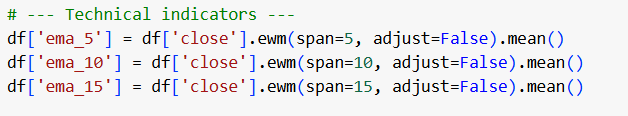 # --- Technical indicators ---
df['ema_5'] = df['close'].ewm(span=5, adjust=False).mean()
df['ema_10'] = df['close'].ewm(span=10, adjust=False).mean()
df['ema_15'] = df['close'].ewm(span=15, adjust=False).mean()